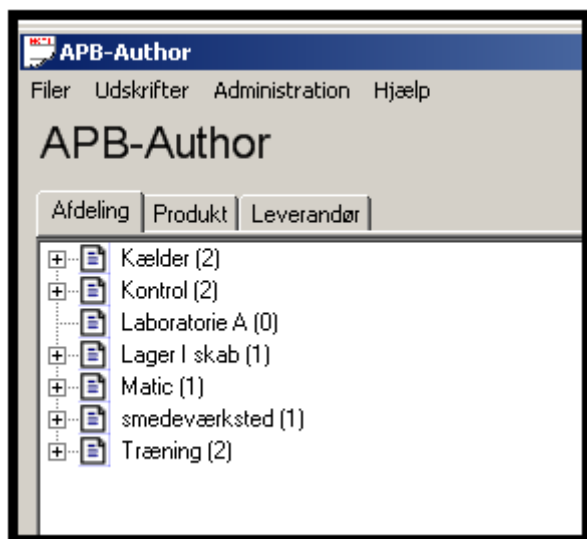 APB-Author
Filer Udskrifter Administration Hjælp
APB-Author
Afdeling Produkt Leverandør
Kælder (2)
Kontrol (2)
Laboratorie A (0)
Lager I skab (1)
Matic (1)
smedeværksted (1)
Træning (2)